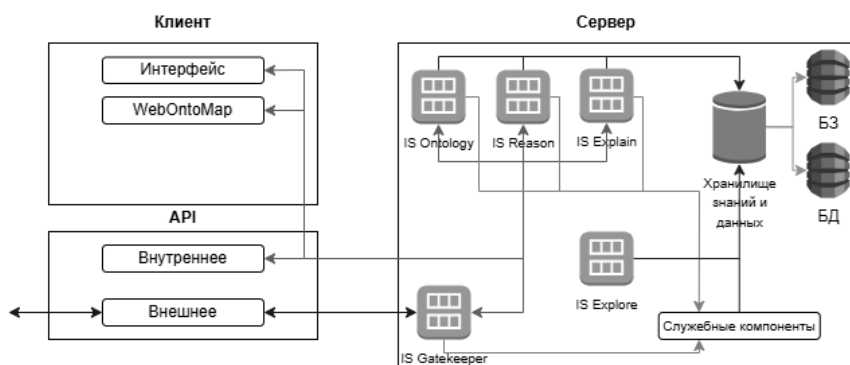 Клиент
Сервер
Интерфейс
WebOntoMap
IS Ontology
IS Reason
IS Explain
БЗ
Хранилище
знаний и
данных
БД
API
Внутреннее
Внешнее
IS Explore
Служебные компоненты
IS Gatekeeper